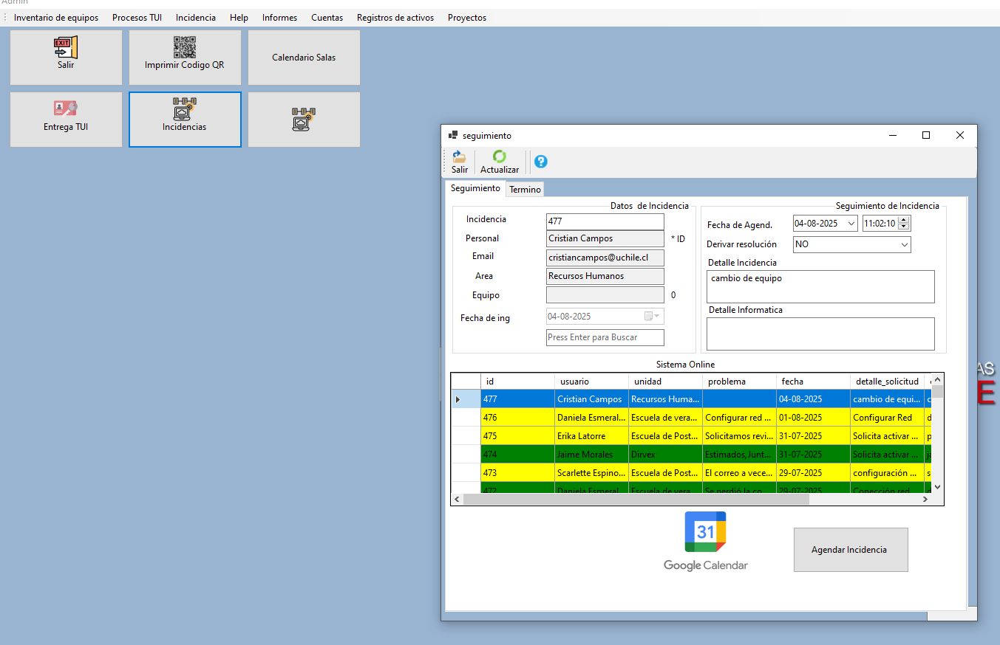 Admin
Inventario de equipos Procesos TUI Incidencia Help Informes Cuentas Registros de activos Proyectos
EXIT
Salir
Imprimir Codigo QR
Calendario Salas
Entrega TUI
Incidencias
seguimiento
Salir
Actualizar
?
Seguimiento
Termino
Datos de Incidencia
Incidencia 477
Personal Cristian Campos * ID
Email cristiancampos@uchile.cl
Area Recursos Humanos
Equipo 0
Fecha de ing 04-08-2025
Press Enter para Buscar
Seguimiento de Incidencia
Fecha de Agend. 04-08-2025 11:02:10
Derivar resolución NO
Detalle Incidencia
cambio de equipo
Detalle Informatica
AS
E
Sistema Online
id usuario unidad problema fecha detalle_solicitud
477 Cristian Campos Recursos Huma... 04-08-2025 cambio de equi... c
476 Daniela Esmeral... Escuela de vera... Configurar red ... 01-08-2025 Configurar Red d
475 Erika Latorre Escuela de Post... Solicitamos revi... 31-07-2025 Solicita activar ... p
474 Jaime Morales Dirvex Estimados, Junt... 31-07-2025 Solicita activar ... ja
473 Scarlette Espino... Escuela de Post... El correo a vece... 29-07-2025 configuración ... s
472 Daniela Esmeral... Escuela de vera... Se perdió la co... 29-07-2025 Conección red
31
Google Calendar
Agendar Incidencia